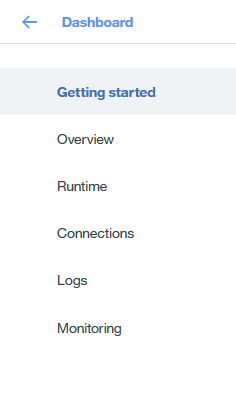 Dashboard
Getting started
Overview
Runtime
Connections
Logs
Monitoring